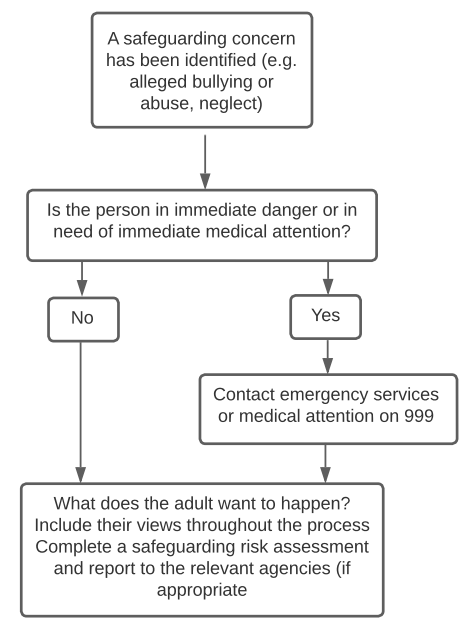 A safeguarding concern
has been identified (e.g.
alleged bullying or
abuse, neglect)
Is the person in immediate danger or in
need of immediate medical attention?
No
Yes
Contact emergency services
or medical attention on 999
What does the adult want to happen?
Include their views throughout the process
Complete a safeguarding risk assessment
and report to the relevant agencies (if
appropriate